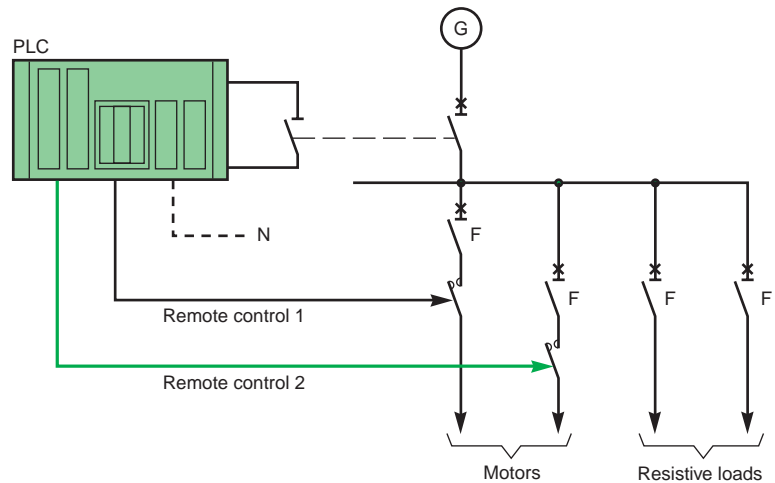 G
PLC
F
N
F
F
F
Remote control 1
Remote control 2
Motors
Resistive loads